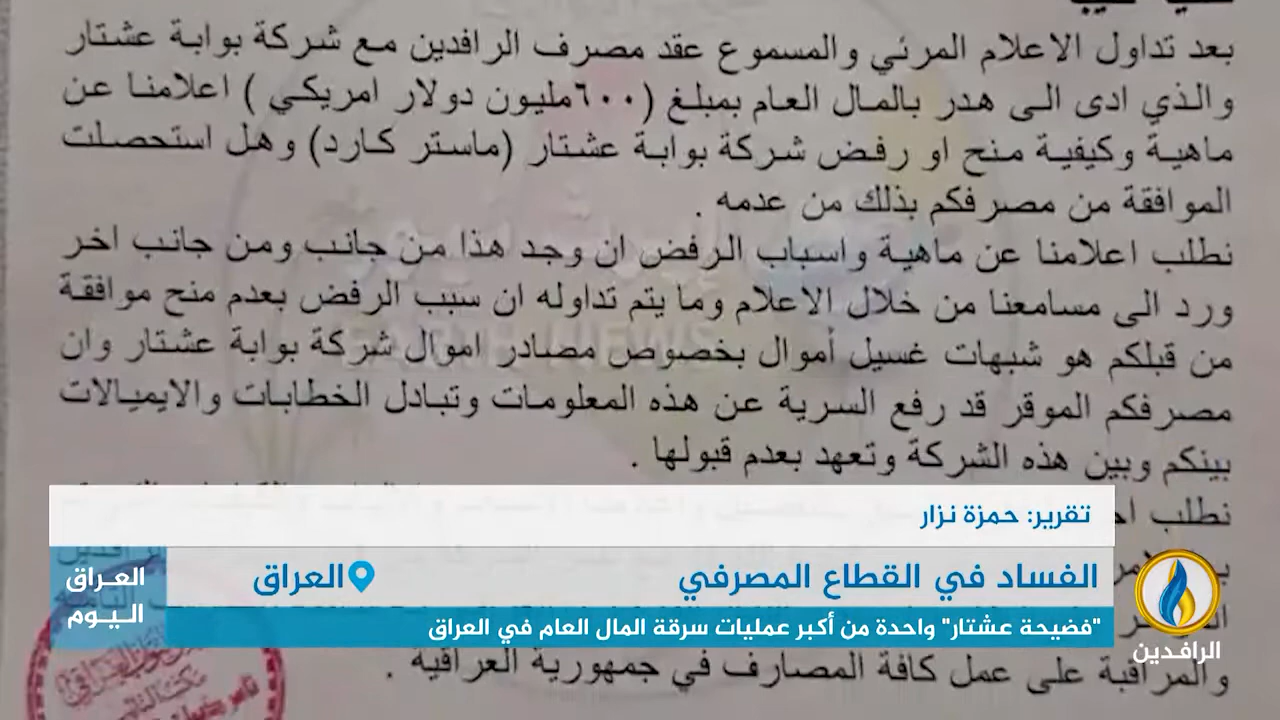 بعد تداول الاعلام المرئي والمسموع عقد مصرف الرافدين مع شركة بوابة عشتار
والذي ادى الى هدر بالمال العام بمبلغ (٦٠٠مليون دولار امريكي ) اعلامنا عن
ماهية وكيفية منح او رفض شركة بوابة عشتار (ماستر كارد) وهل استحصلت
الموافقة من مصرفكم بذلك من عدمه .
نطلب اعلامنا عن ماهية واسباب الرفض ان وجد هذا من جانب ومن جانب اخر
ورد الى مسامعنا من خلال الاعلام وما يتم تداوله ان سبب الرفض بعدم منح موافقة
من قبلكم هو شبهات غسيل أموال بخصوص مصادر اموال شركة بوابة عشتار وان
مصرفكم الموقر قد رفع السرية عن هذه المعلومات وتبادل الخطابات والايميالات
بينكم وبين هذه الشركة وتعهد بعدم قبولها .
نطلب
تقرير: حمزة نزار
الفساد في القطاع المصرفي
العراق
العراق
اليوم
"فضيحة عشتار" واحدة من أكبر عمليات سرقة المال العام في العراق
الرافدين
والمراقبة على عمل كافة المصارف في جمهورية العراقية .
EARTH NEWS